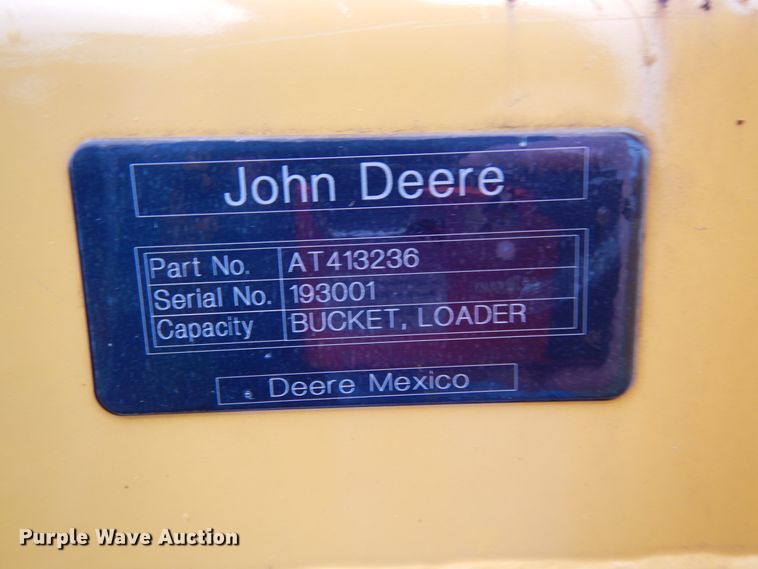 John Deere
Part No. AT413236
Serial No. 193001
Capacity BUCKET, LOADER
Deere Mexico
Purple Wave Auction